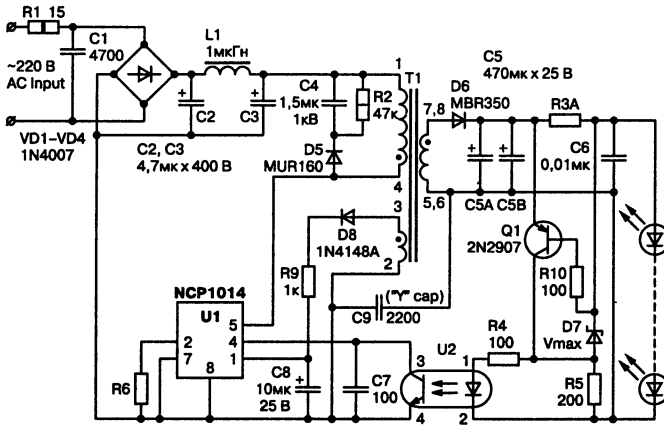 R1 15
C1
4700
~220 В
AC Input
VD1–VD4
1N4007
L1
1мкГн
C2
C3
C2, C3
4,7мк x 400 В
C4
1,5мк
1кВ
R2
47к
D5
MUR160
1
T1
4
3
2
7,8
5,6
D6
MBR350
C5
470мк x 25 В
C5A
C5B
R3A
C6
0,01мк
Q1
2N2907
R10
100
D7
Vmax
R5
200
D8
1N4148A
R9
1к
("Y" cap)
C9
2200
NCP1014
U1
5
4
1
2
7
8
R6
C8
10мк
25 В
C7
100
U2
3
4
1
2
R4
100